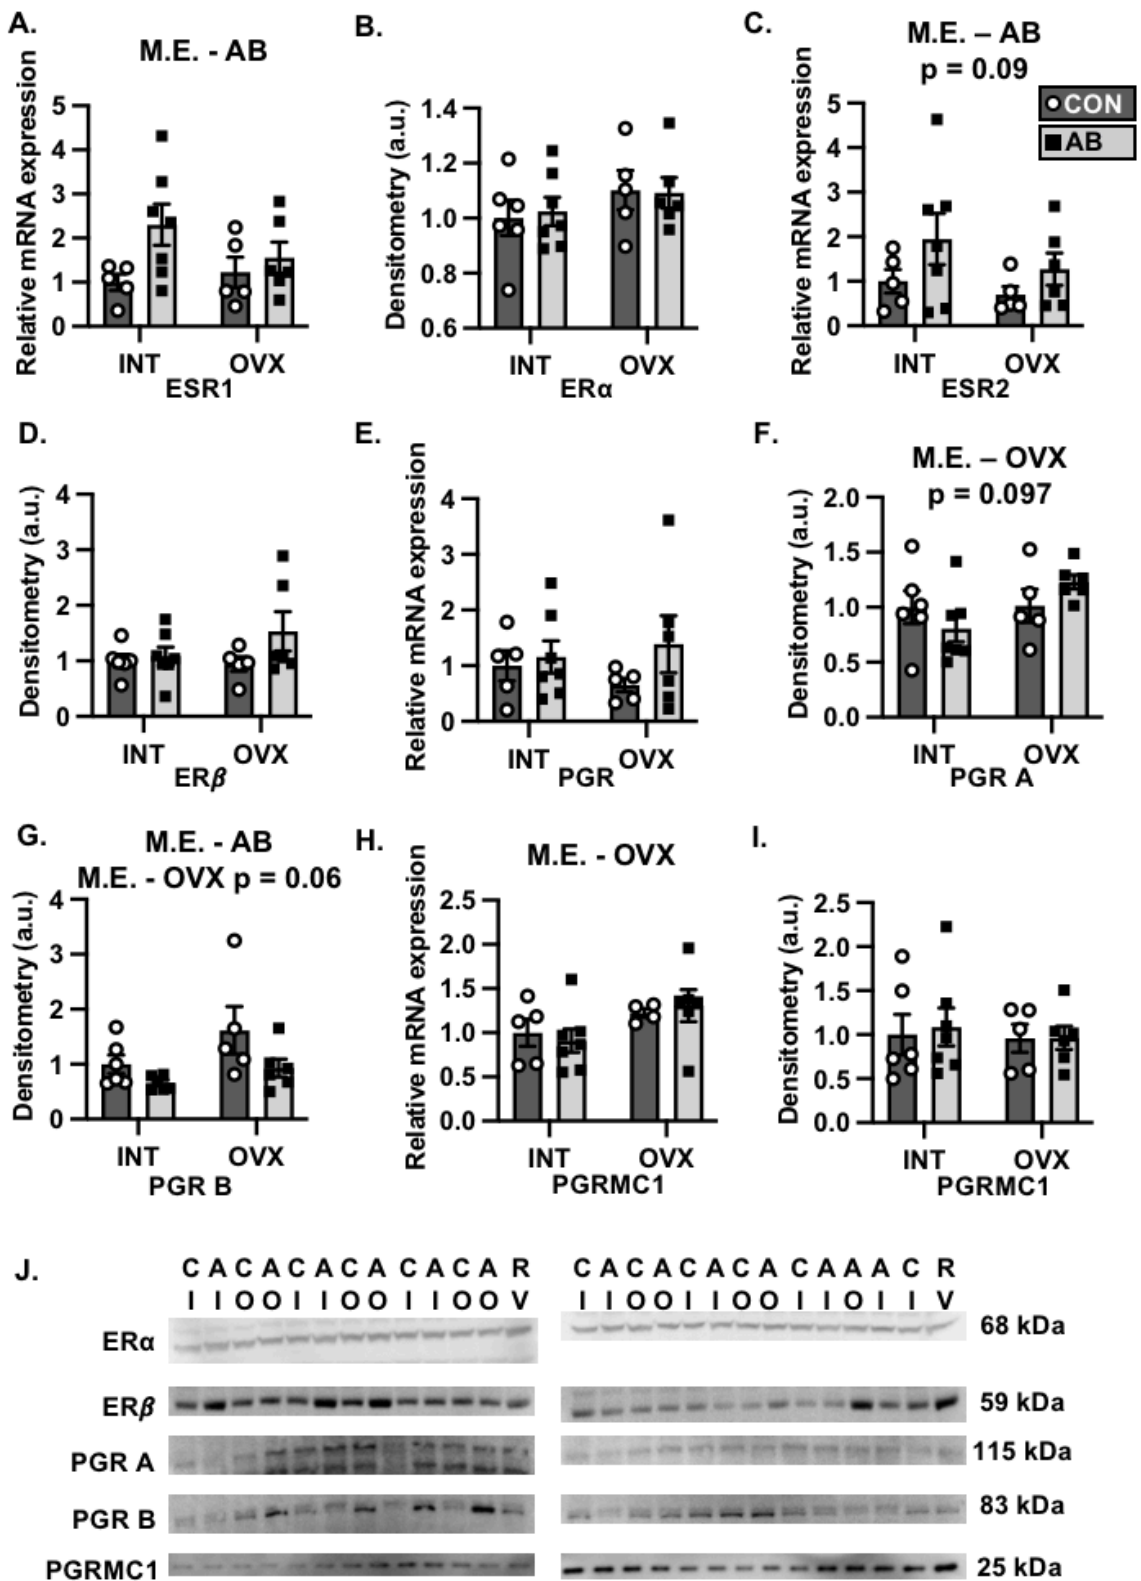 A.
M.E. - AB
Relative mRNA expression
5
4
3
2
1
0
INT OVX
ESR1
B.
Densitometry (a.u.)
1.4
1.2
1.0
0.8
0.6
INT OVX
ERα
C.
M.E. – AB
p = 0.09
CON
AB
Relative mRNA expression
5
4
3
2
1
0
INT OVX
ESR2
D.
Densitometry (a.u.)
4
3
2
1
0
INT OVX
ERβ
E.
Relative mRNA expression
4
3
2
1
0
INT OVX
PGR
F.
M.E. – OVX
p = 0.097
Densitometry (a.u.)
2.0
1.5
1.0
0.5
0.0
INT OVX
PGR A
G.
M.E. - AB
M.E. - OVX p = 0.06
Densitometry (a.u.)
4
3
2
1
0
INT OVX
PGR B
H.
M.E. - OVX
Relative mRNA expression
2.5
2.0
1.5
1.0
0.5
0.0
INT OVX
PGRMC1
I.
Densitometry (a.u.)
2.5
2.0
1.5
1.0
0.5
0.0
INT OVX
PGRMC1
J.
C A C A C A C A C A C A R
I I O O I I O O I I O O V
C A C A C A C A C A A A C R
I I O O I I O O I I O I I V
ERα 68 kDa
ERβ 59 kDa
PGR A 115 kDa
PGR B 83 kDa
PGRMC1 25 kDa